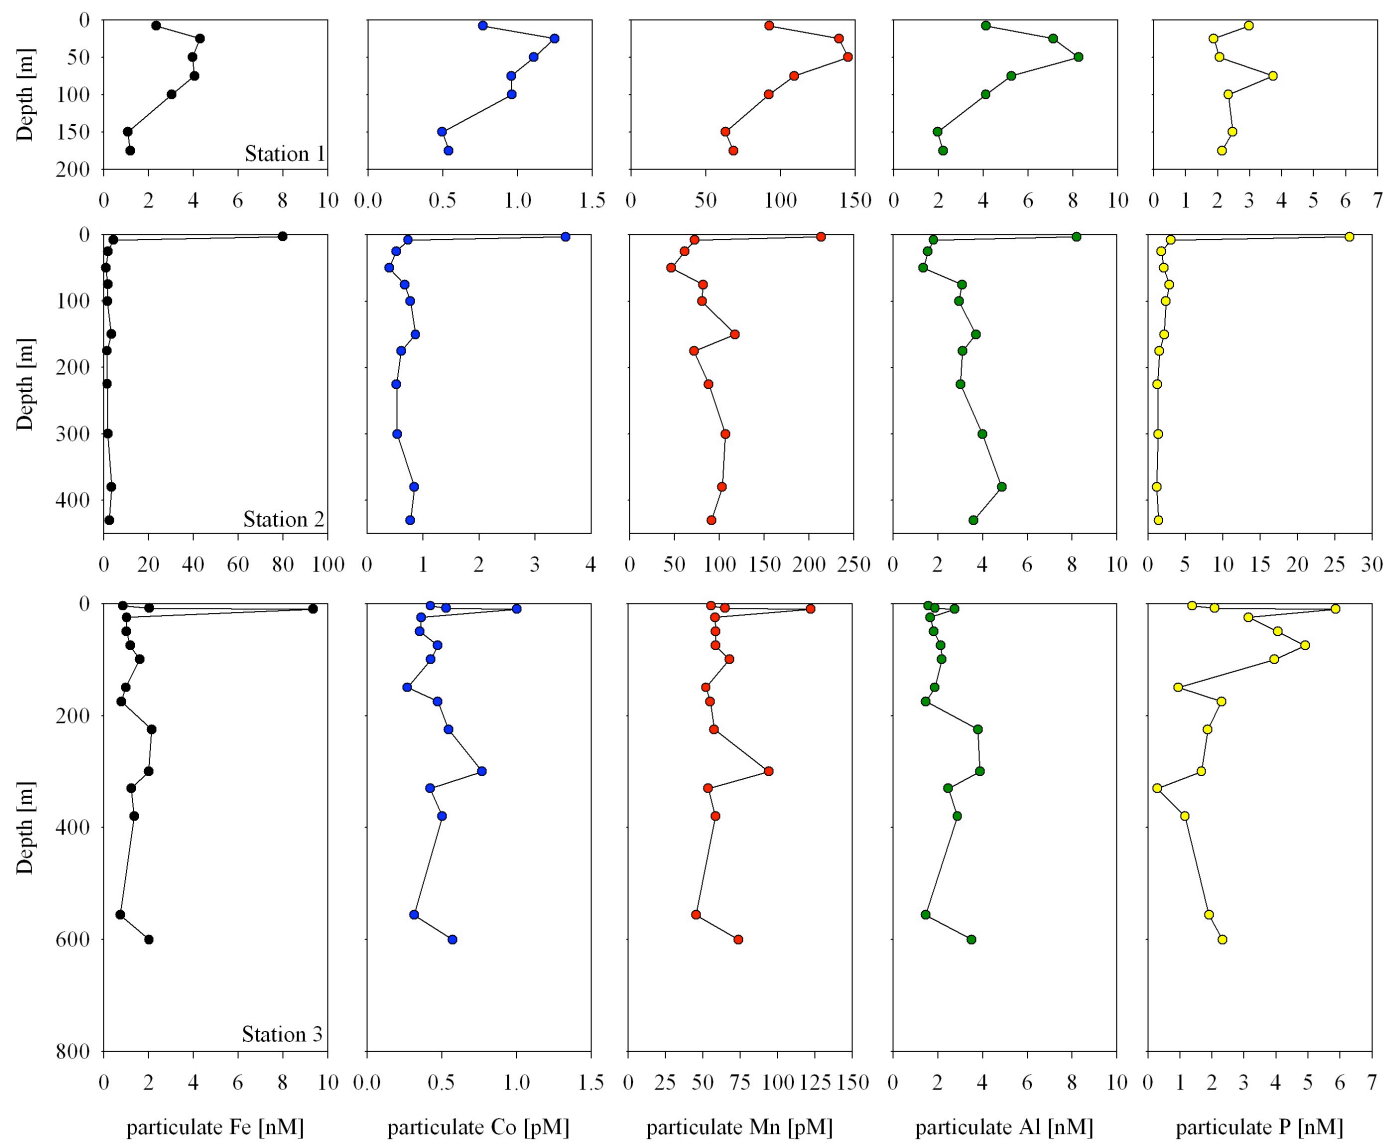 0
50
100
150
200
Depth [m]
Station 1
0 2 4 6 8 10
0.0 0.5 1.0 1.5
0 50 100 150
0 2 4 6 8 10
0 1 2 3 4 5 6 7
0
100
200
300
400
Depth [m]
Station 2
0 20 40 60 80 100
0 1 2 3 4
0 50 100 150 200 250
0 2 4 6 8 10
0 5 10 15 20 25 30
0
200
400
600
800
Depth [m]
Station 3
0 2 4 6 8 10
0.0 0.5 1.0 1.5
0 25 50 75 100 125 150
0 2 4 6 8 10
0 1 2 3 4 5 6 7
particulate Fe [nM]
particulate Co [pM]
particulate Mn [pM]
particulate Al [nM]
particulate P [nM]